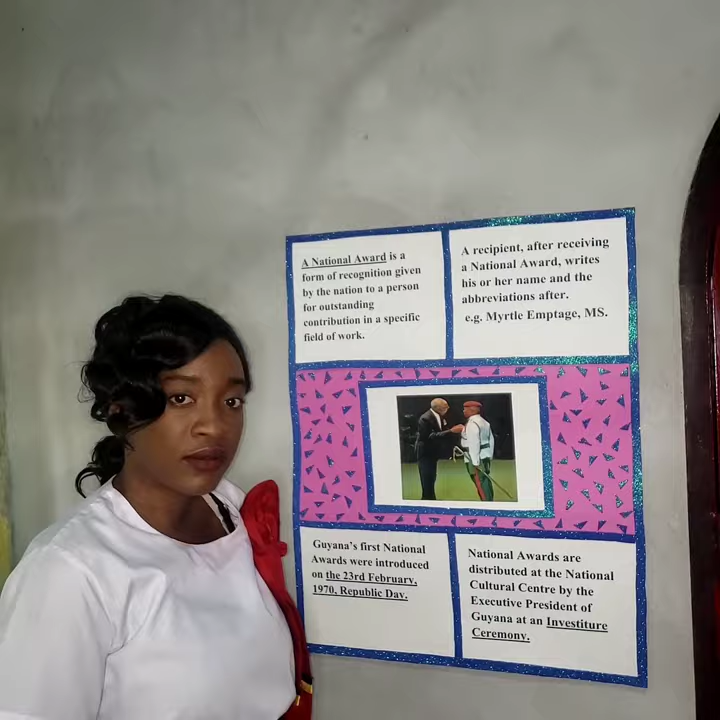 A National Award is a
form of recognition given
by the nation to a person
for outstanding
contribution in a specific
field of work.
A recipient, after receiving
a National Award, writes
his or her name and the
abbreviations after.
e.g. Myrtle Emptage, MS.
Guyana's first National
Awards were introduced
on the 23rd February,
1970, Republic Day.
National Awards are
distributed at the National
Cultural Centre by the
Executive President of
Guyana at an Investiture
Ceremony.